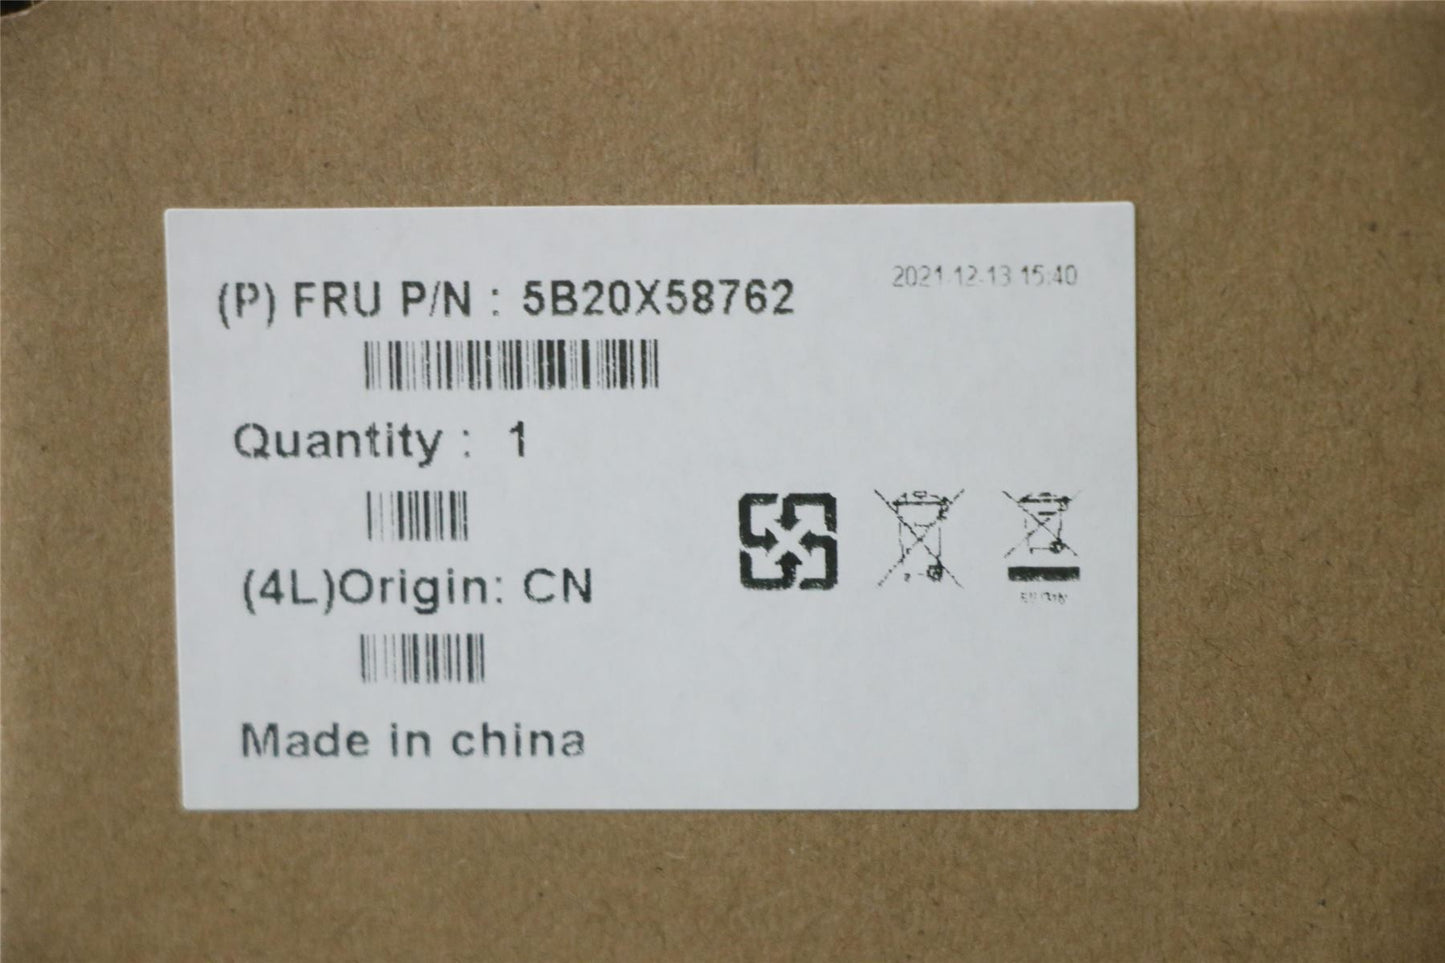 (P) FRU P/N : 5B20X58762
2021-12-13 15:40
Quantity : 1
(4L)Origin: CN
Made in china